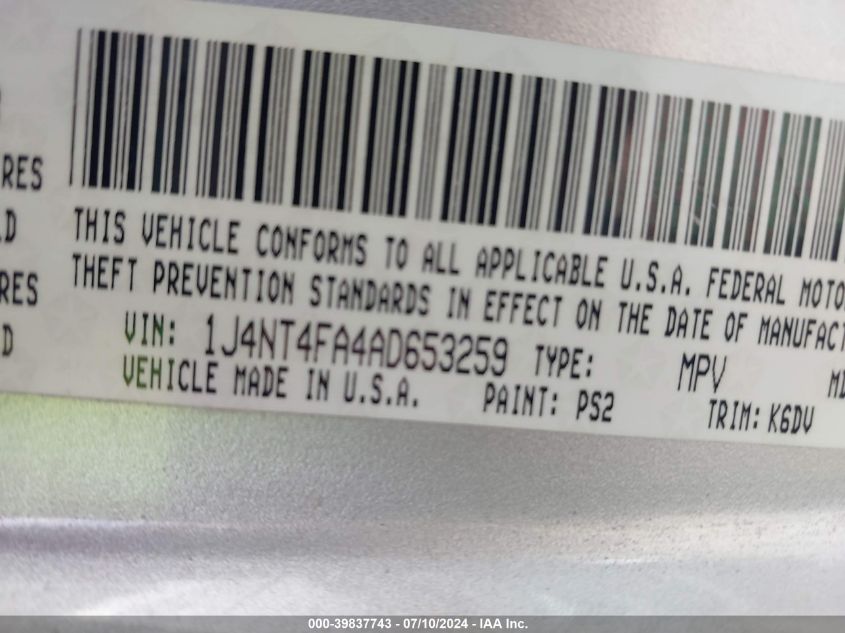 RES
D
RES
D
THIS VEHICLE CONFORMS TO ALL APPLICABLE U.S.A. FEDERAL MOTO
THEFT PREVENTION STANDARDS IN EFFECT ON THE DATE OF MANUFACT
VIN: 1J4NT4FA4AD653259 TYPE: MPV MD
VEHICLE MADE IN U.S.A. PAINT: PS2 TRIM: K6DV
000-39837743 - 07/10/2024 - IAA Inc.